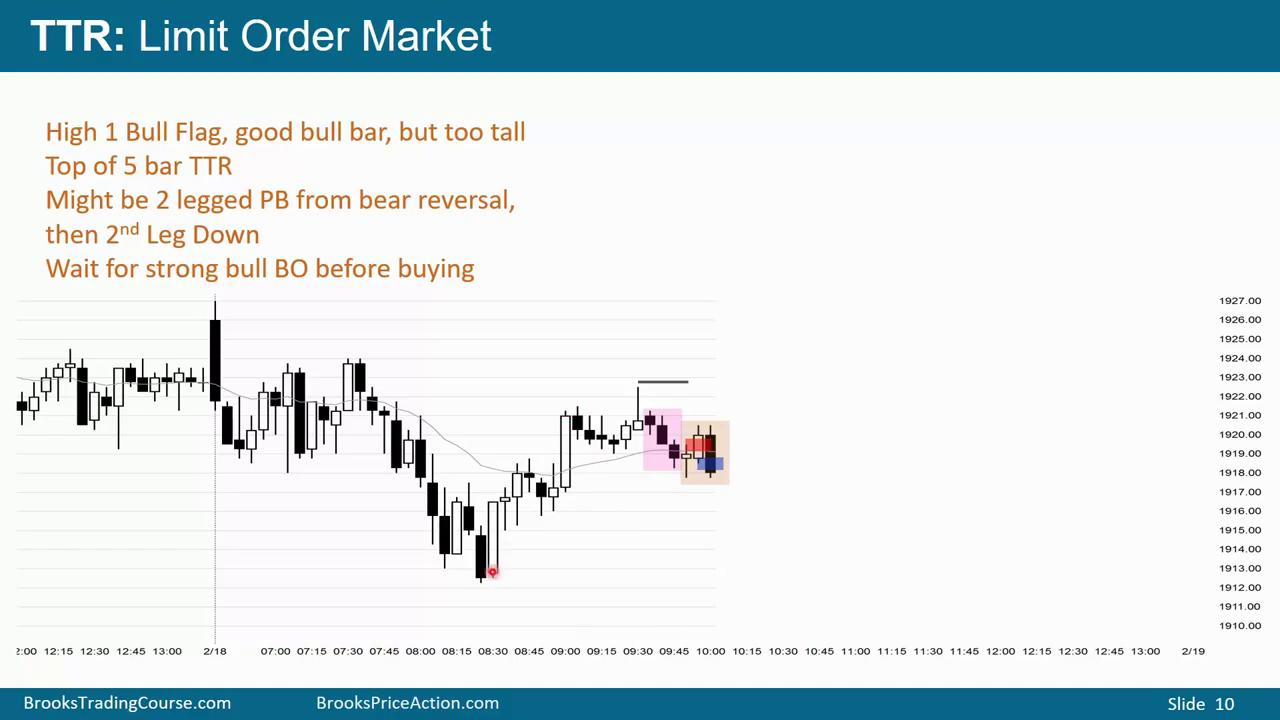 TTR: Limit Order Market
High 1 Bull Flag, good bull bar, but too tall
Top of 5 bar TTR
Might be 2 legged PB from bear reversal,
then 2nd Leg Down
Wait for strong bull BO before buying
1927.00
1926.00
1925.00
1924.00
1923.00
1922.00
1921.00
1920.00
1919.00
1918.00
1917.00
1916.00
1915.00
1914.00
1913.00
1912.00
1911.00
1910.00
2:00 12:15 12:30 12:45 13:00 2/18 07:00 07:15 07:30 07:45 08:00 08:15 08:30 08:45 09:00 09:15 09:30 09:45 10:00 10:15 10:30 10:45 11:00 11:15 11:30 11:45 12:00 12:15 12:30 12:45 13:00 2/19
BrooksTradingCourse.com BrooksPriceAction.com Slide 10